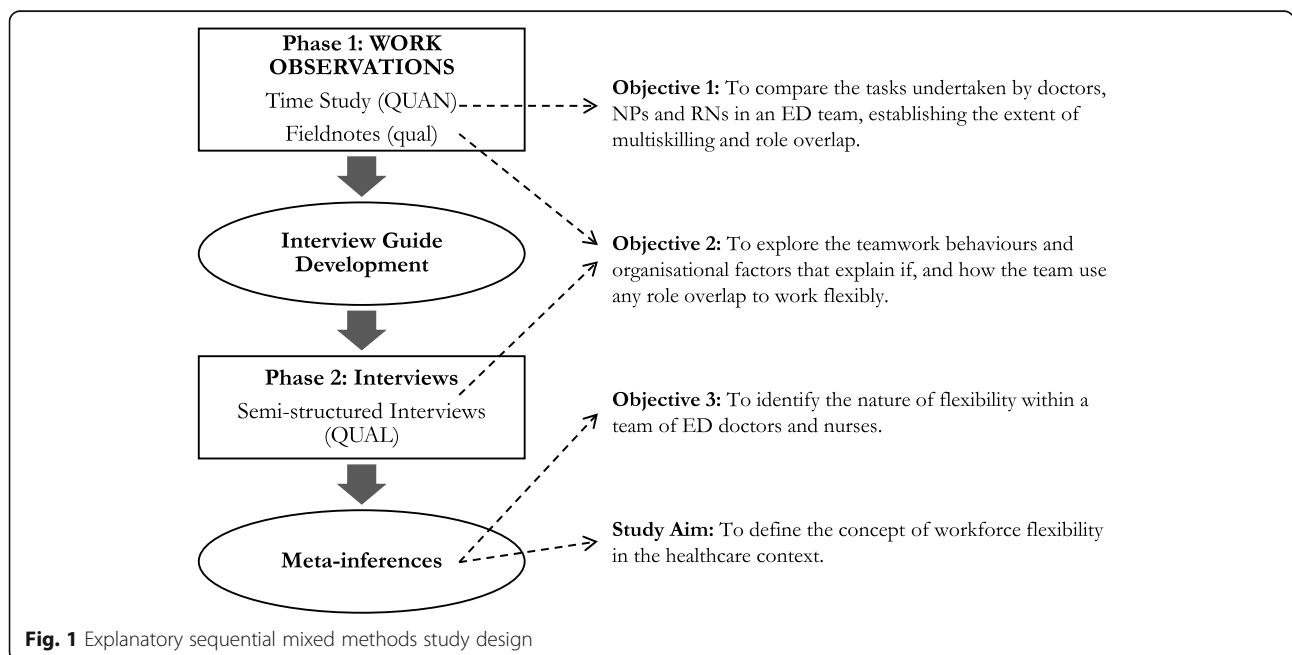 Phase 1: WORK
OBSERVATIONS
Time Study (QUAN)
Fieldnotes (qual)
Objective 1: To compare the tasks undertaken by doctors,
NPs and RNs in an ED team, establishing the extent of
multiskilling and role overlap.
Interview Guide
Development
Objective 2: To explore the teamwork behaviours and
organisational factors that explain if, and how the team use
any role overlap to work flexibly.
Phase 2: Interviews
Semi-structured Interviews
(QUAL)
Objective 3: To identify the nature of flexibility within a
team of ED doctors and nurses.
Meta-inferences
Study Aim: To define the concept of workforce flexibility
in the healthcare context.
Fig. 1 Explanatory sequential mixed methods study design